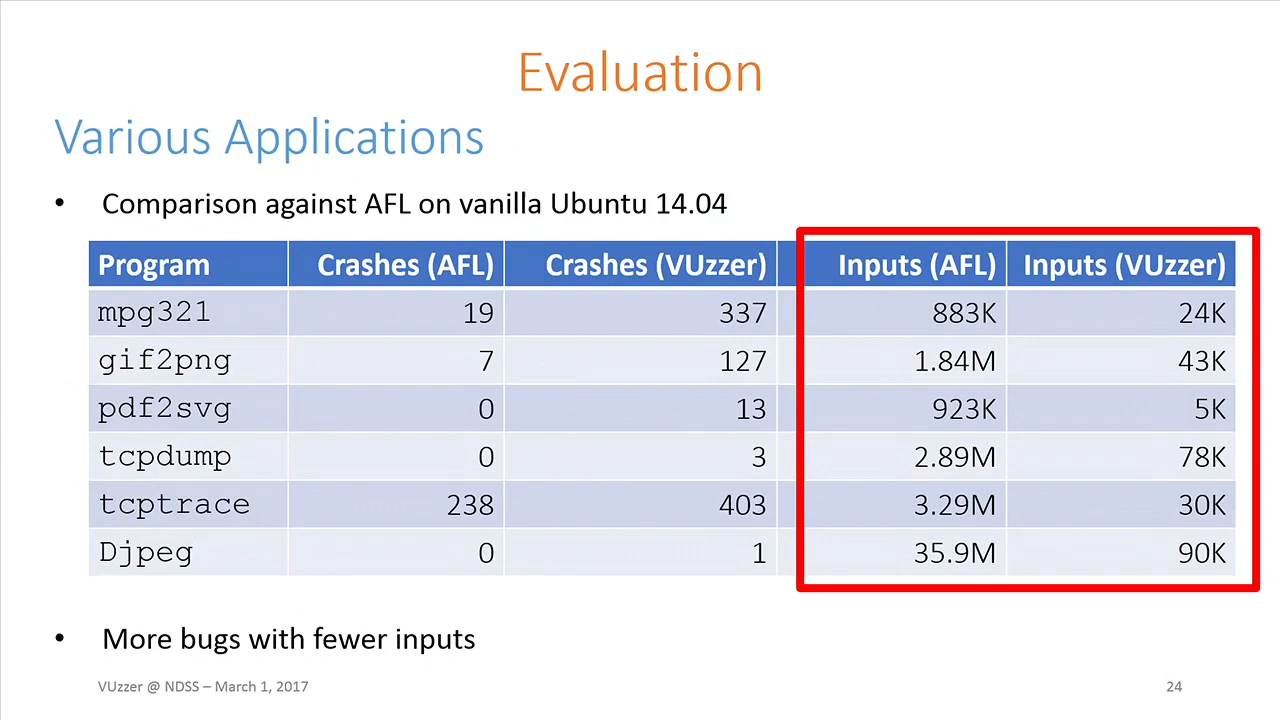 Evaluation
Various Applications
• Comparison against AFL on vanilla Ubuntu 14.04
Program Crashes (AFL) Crashes (VUzzer) Inputs (AFL) Inputs (VUzzer)
mpg321 19 337 883K 24K
gif2png 7 127 1.84M 43K
pdf2svg 0 13 923K 5K
tcpdump 0 3 2.89M 78K
tcptrace 238 403 3.29M 30K
Djpeg 0 1 35.9M 90K
• More bugs with fewer inputs
VUzzer @ NDSS – March 1, 2017 24